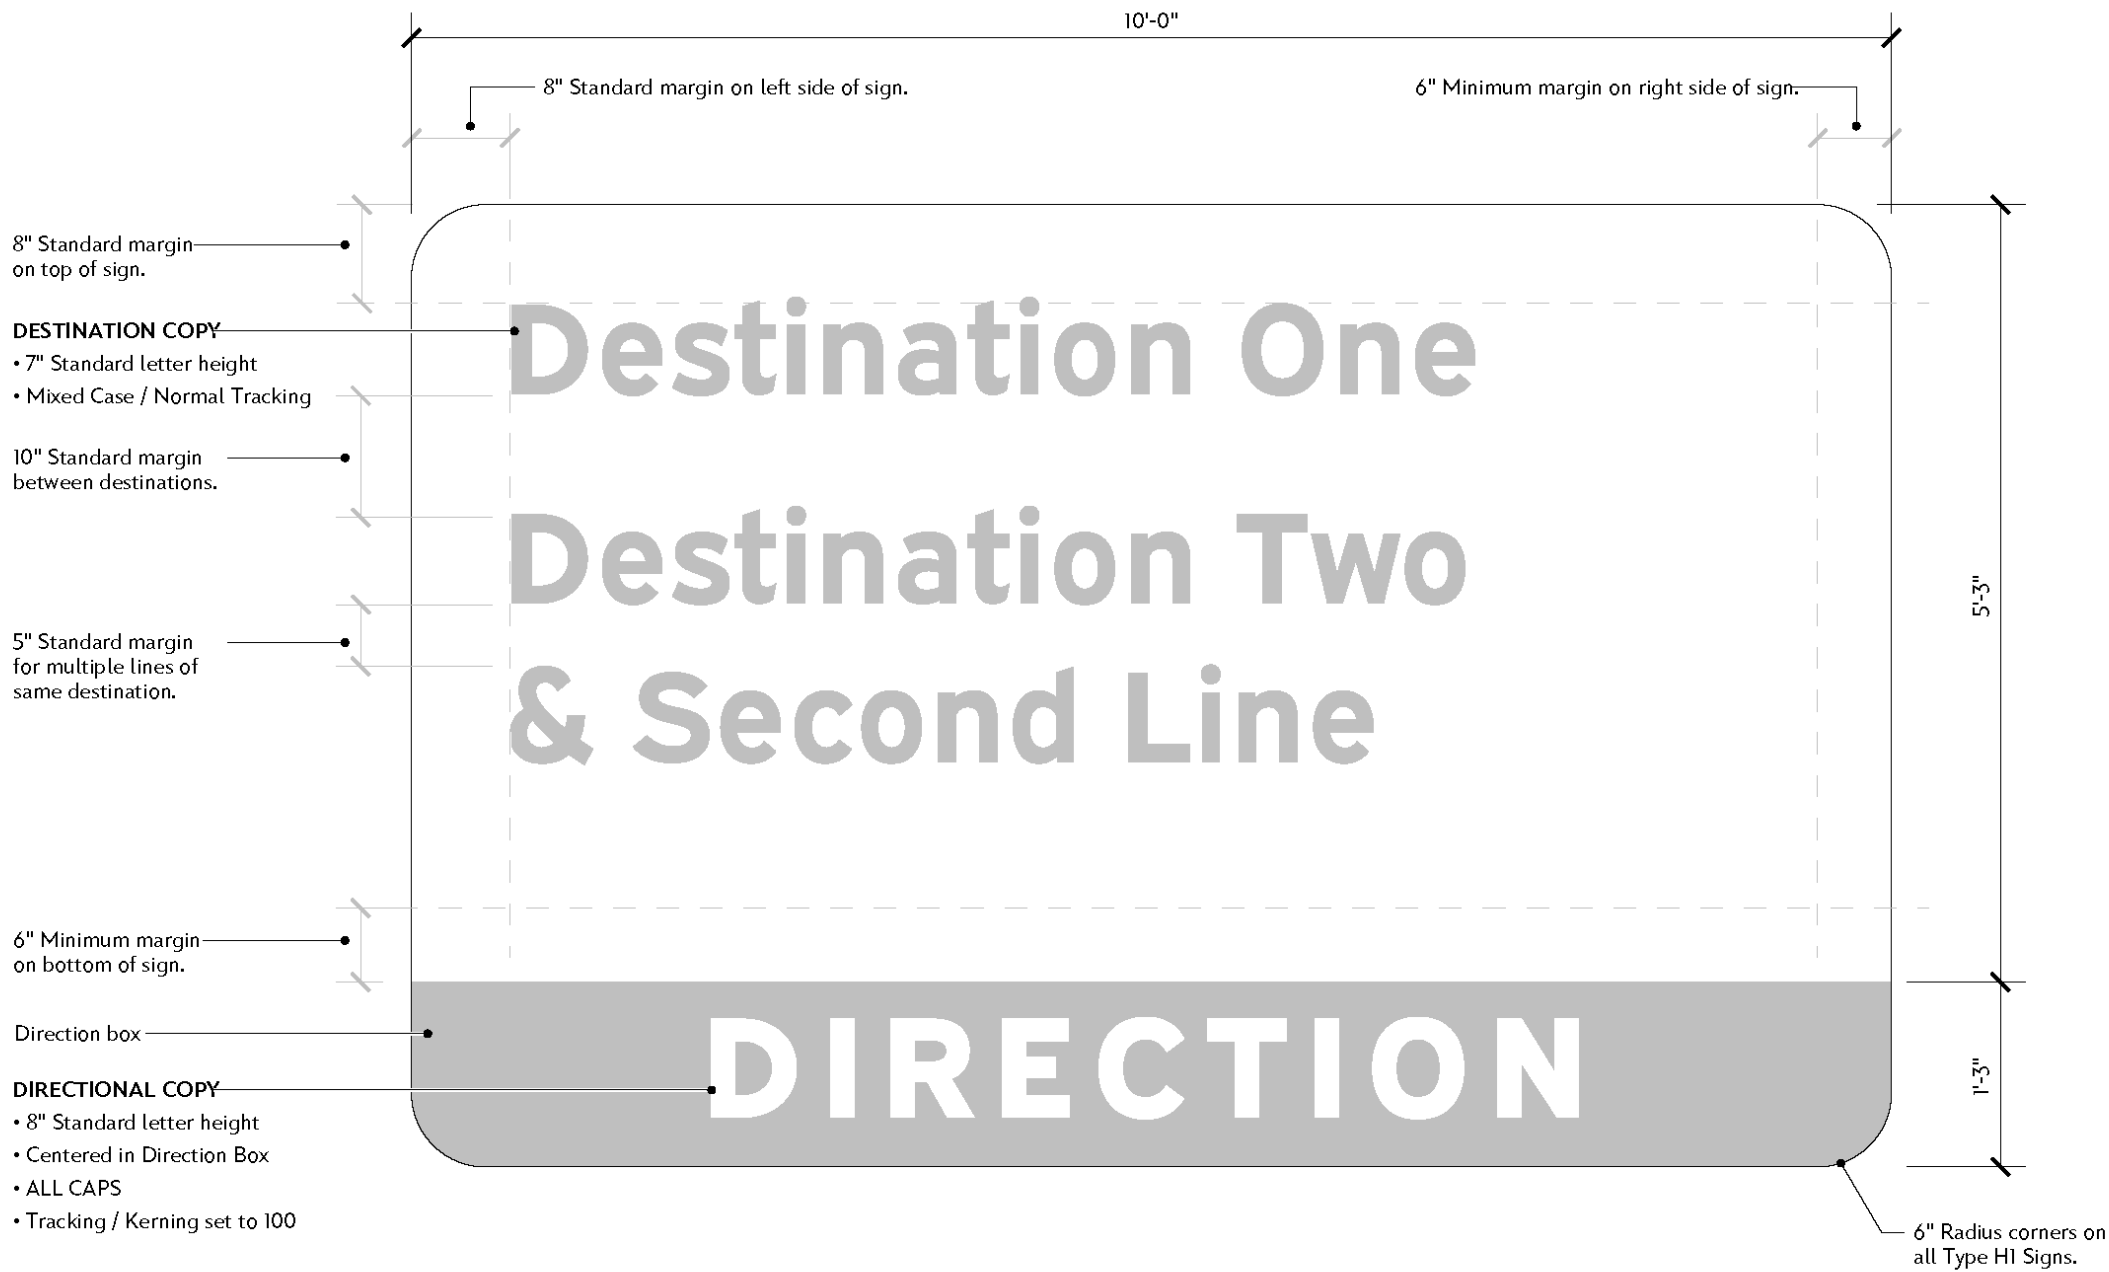 10'-0"
8" Standard margin on left side of sign.
6" Minimum margin on right side of sign.
8" Standard margin
on top of sign.
DESTINATION COPY
• 7" Standard letter height
• Mixed Case / Normal Tracking
10" Standard margin
between destinations.
5" Standard margin
for multiple lines of
same destination.
6" Minimum margin
on bottom of sign.
Direction box
DIRECTIONAL COPY
• 8" Standard letter height
• Centered in Direction Box
• ALL CAPS
• Tracking / Kerning set to 100
Destination One
Destination Two
& Second Line
DIRECTION
5'-3"
1'-3"
6" Radius corners on
all Type H1 Signs.